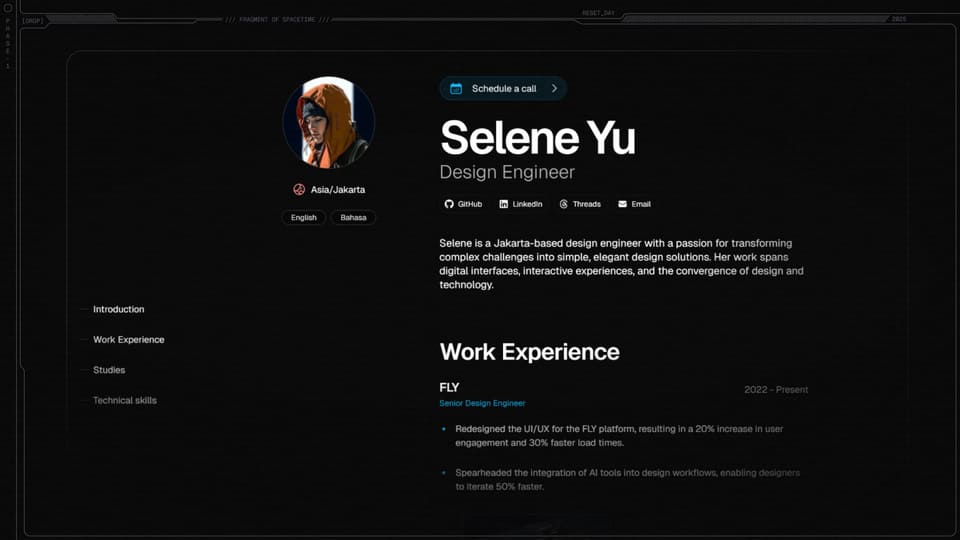 [DROP]
/// FRAGMENT OF SPACETIME ///
RESET_DAY
2025
PHASE-1
Schedule a call
Selene Yu
Design Engineer
Asia/Jakarta
English
Bahasa
GitHub
LinkedIn
Threads
Email
Selene is a Jakarta-based design engineer with a passion for transforming
complex challenges into simple, elegant design solutions. Her work spans
digital interfaces, interactive experiences, and the convergence of design and
technology.
Introduction
Work Experience
Studies
Technical skills
Work Experience
FLY
2022 - Present
Senior Design Engineer
Redesigned the UI/UX for the FLY platform, resulting in a 20% increase in user
engagement and 30% faster load times.
Spearheaded the integration of AI tools into design workflows, enabling designers
to iterate 50% faster.